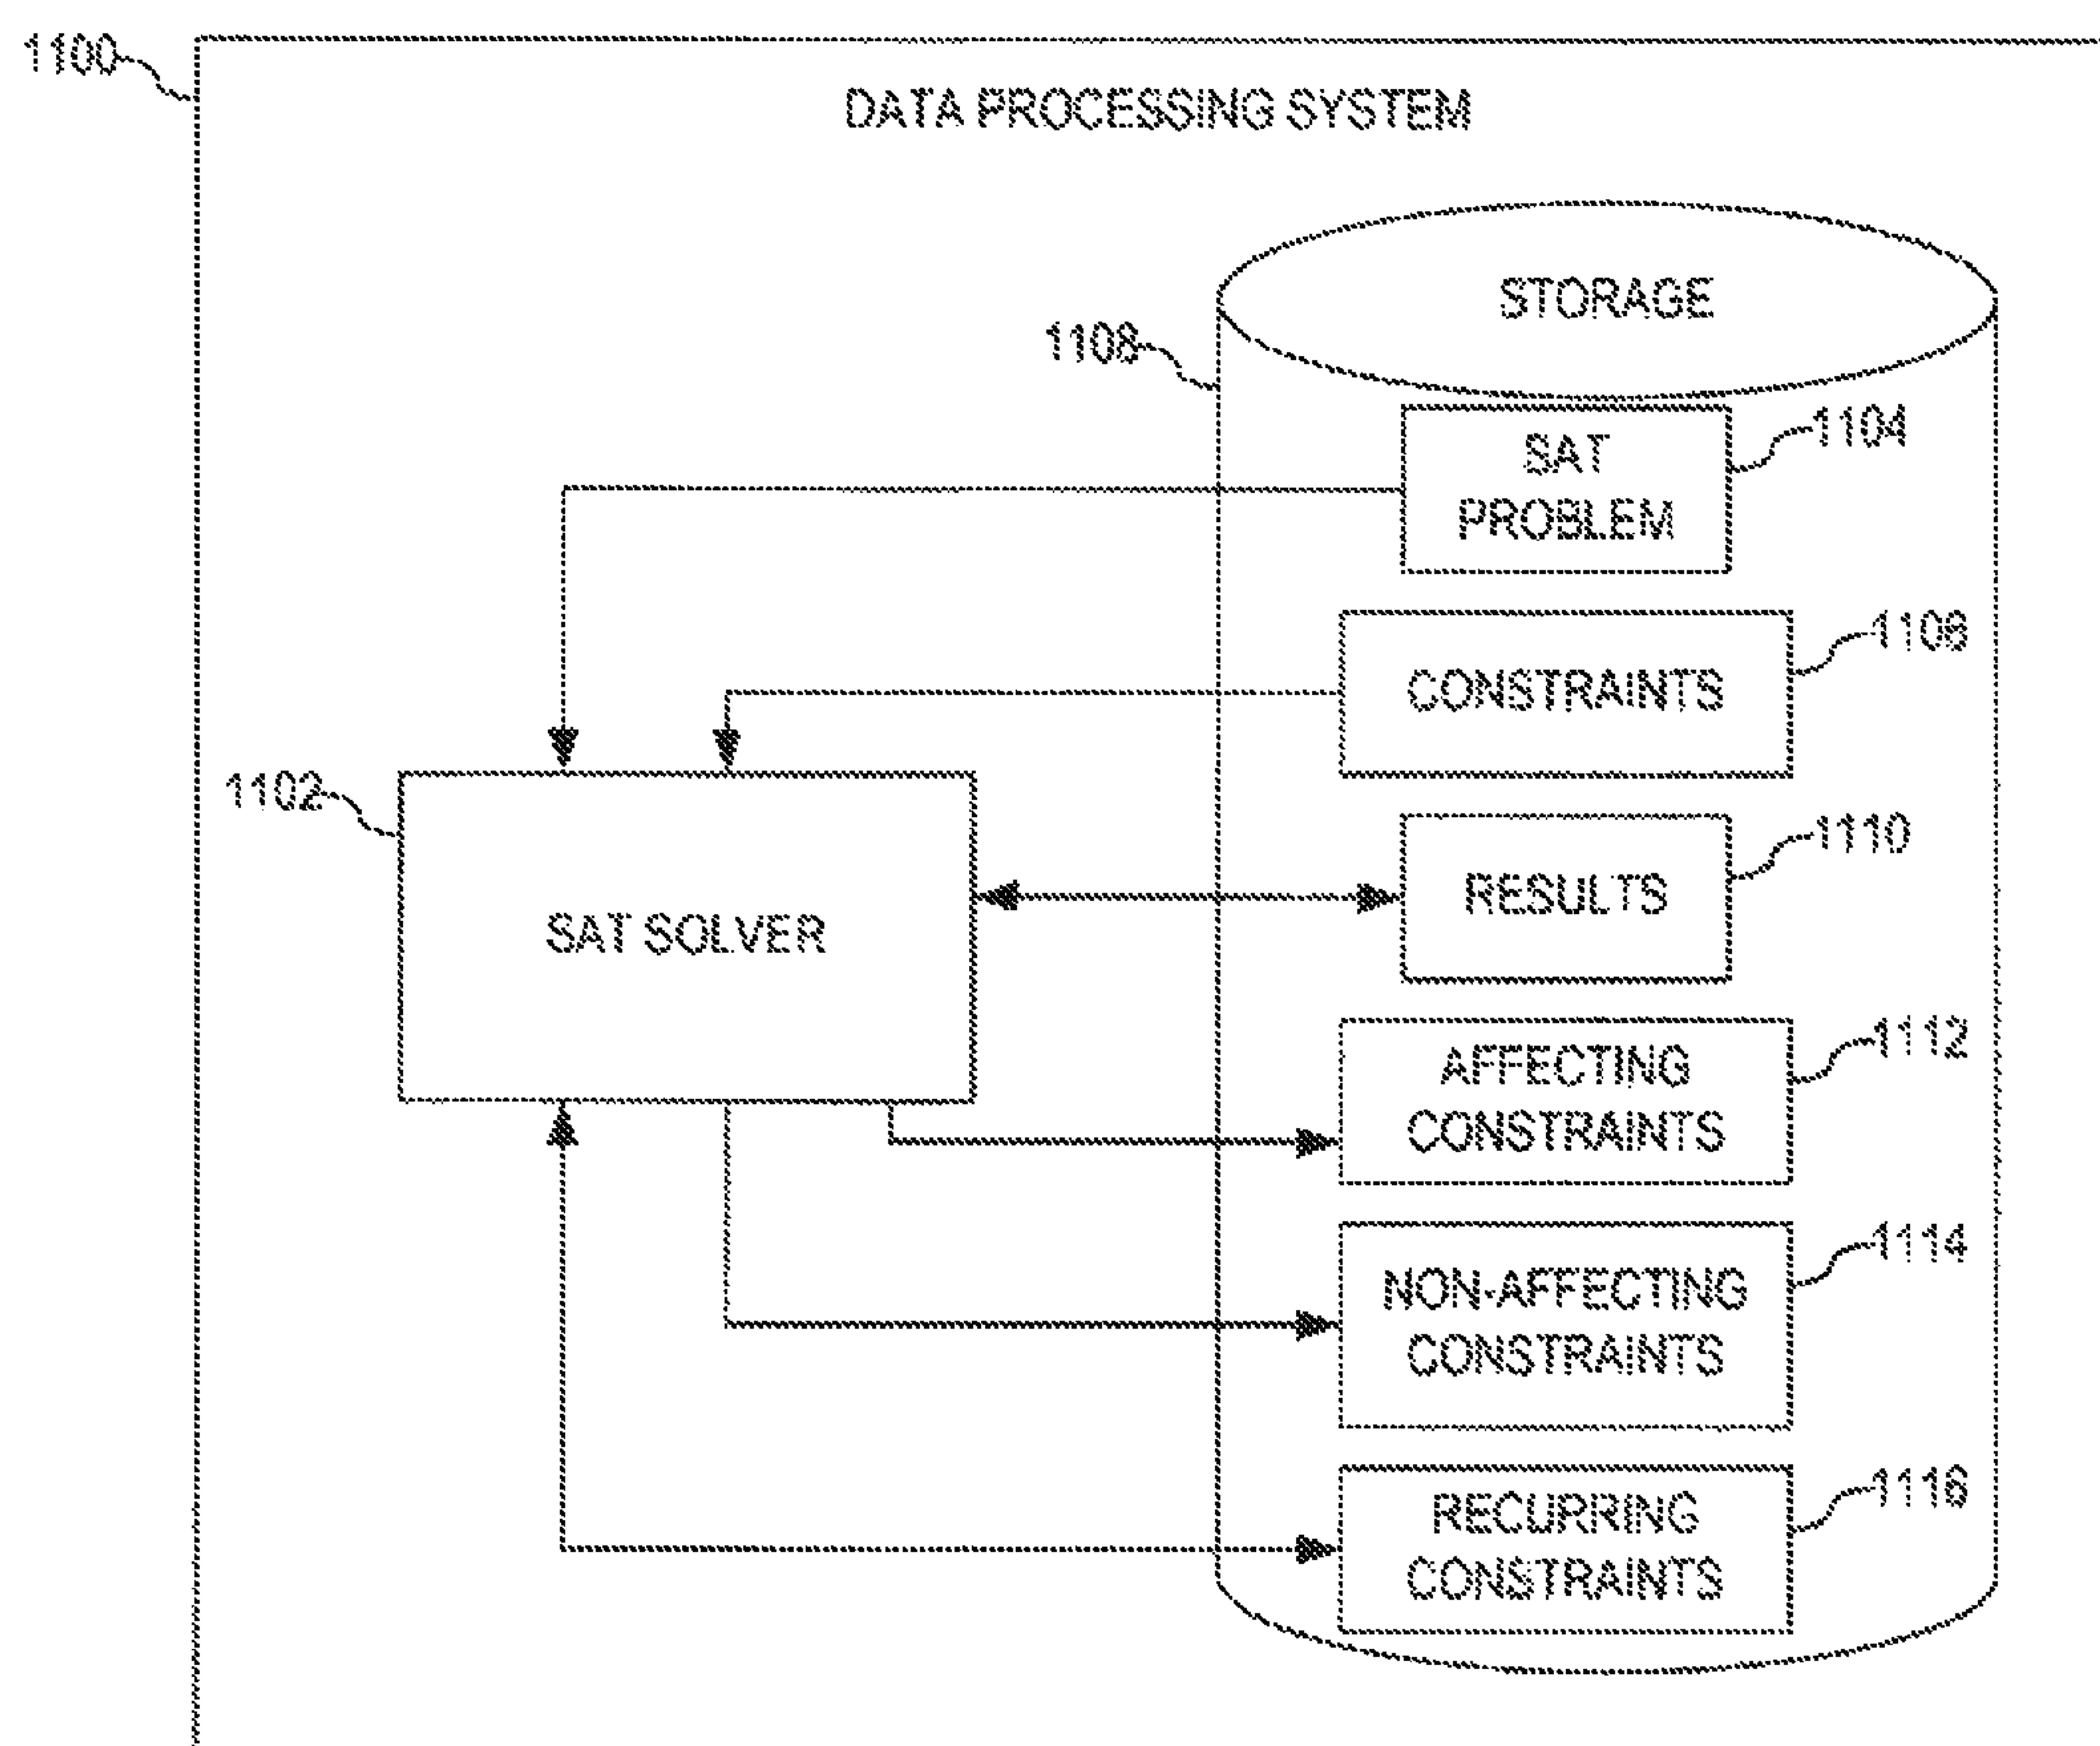 1100
DATA PROCESSING SYSTEM
STORAGE
1108
1104
SAT
PROBLEM
1106
CONSTRAINTS
1102
SAT SOLVER
1110
RESULTS
1112
AFFECTING
CONSTRAINTS
1114
NON-AFFECTING
CONSTRAINTS
1116
RECURRING
CONSTRAINTS